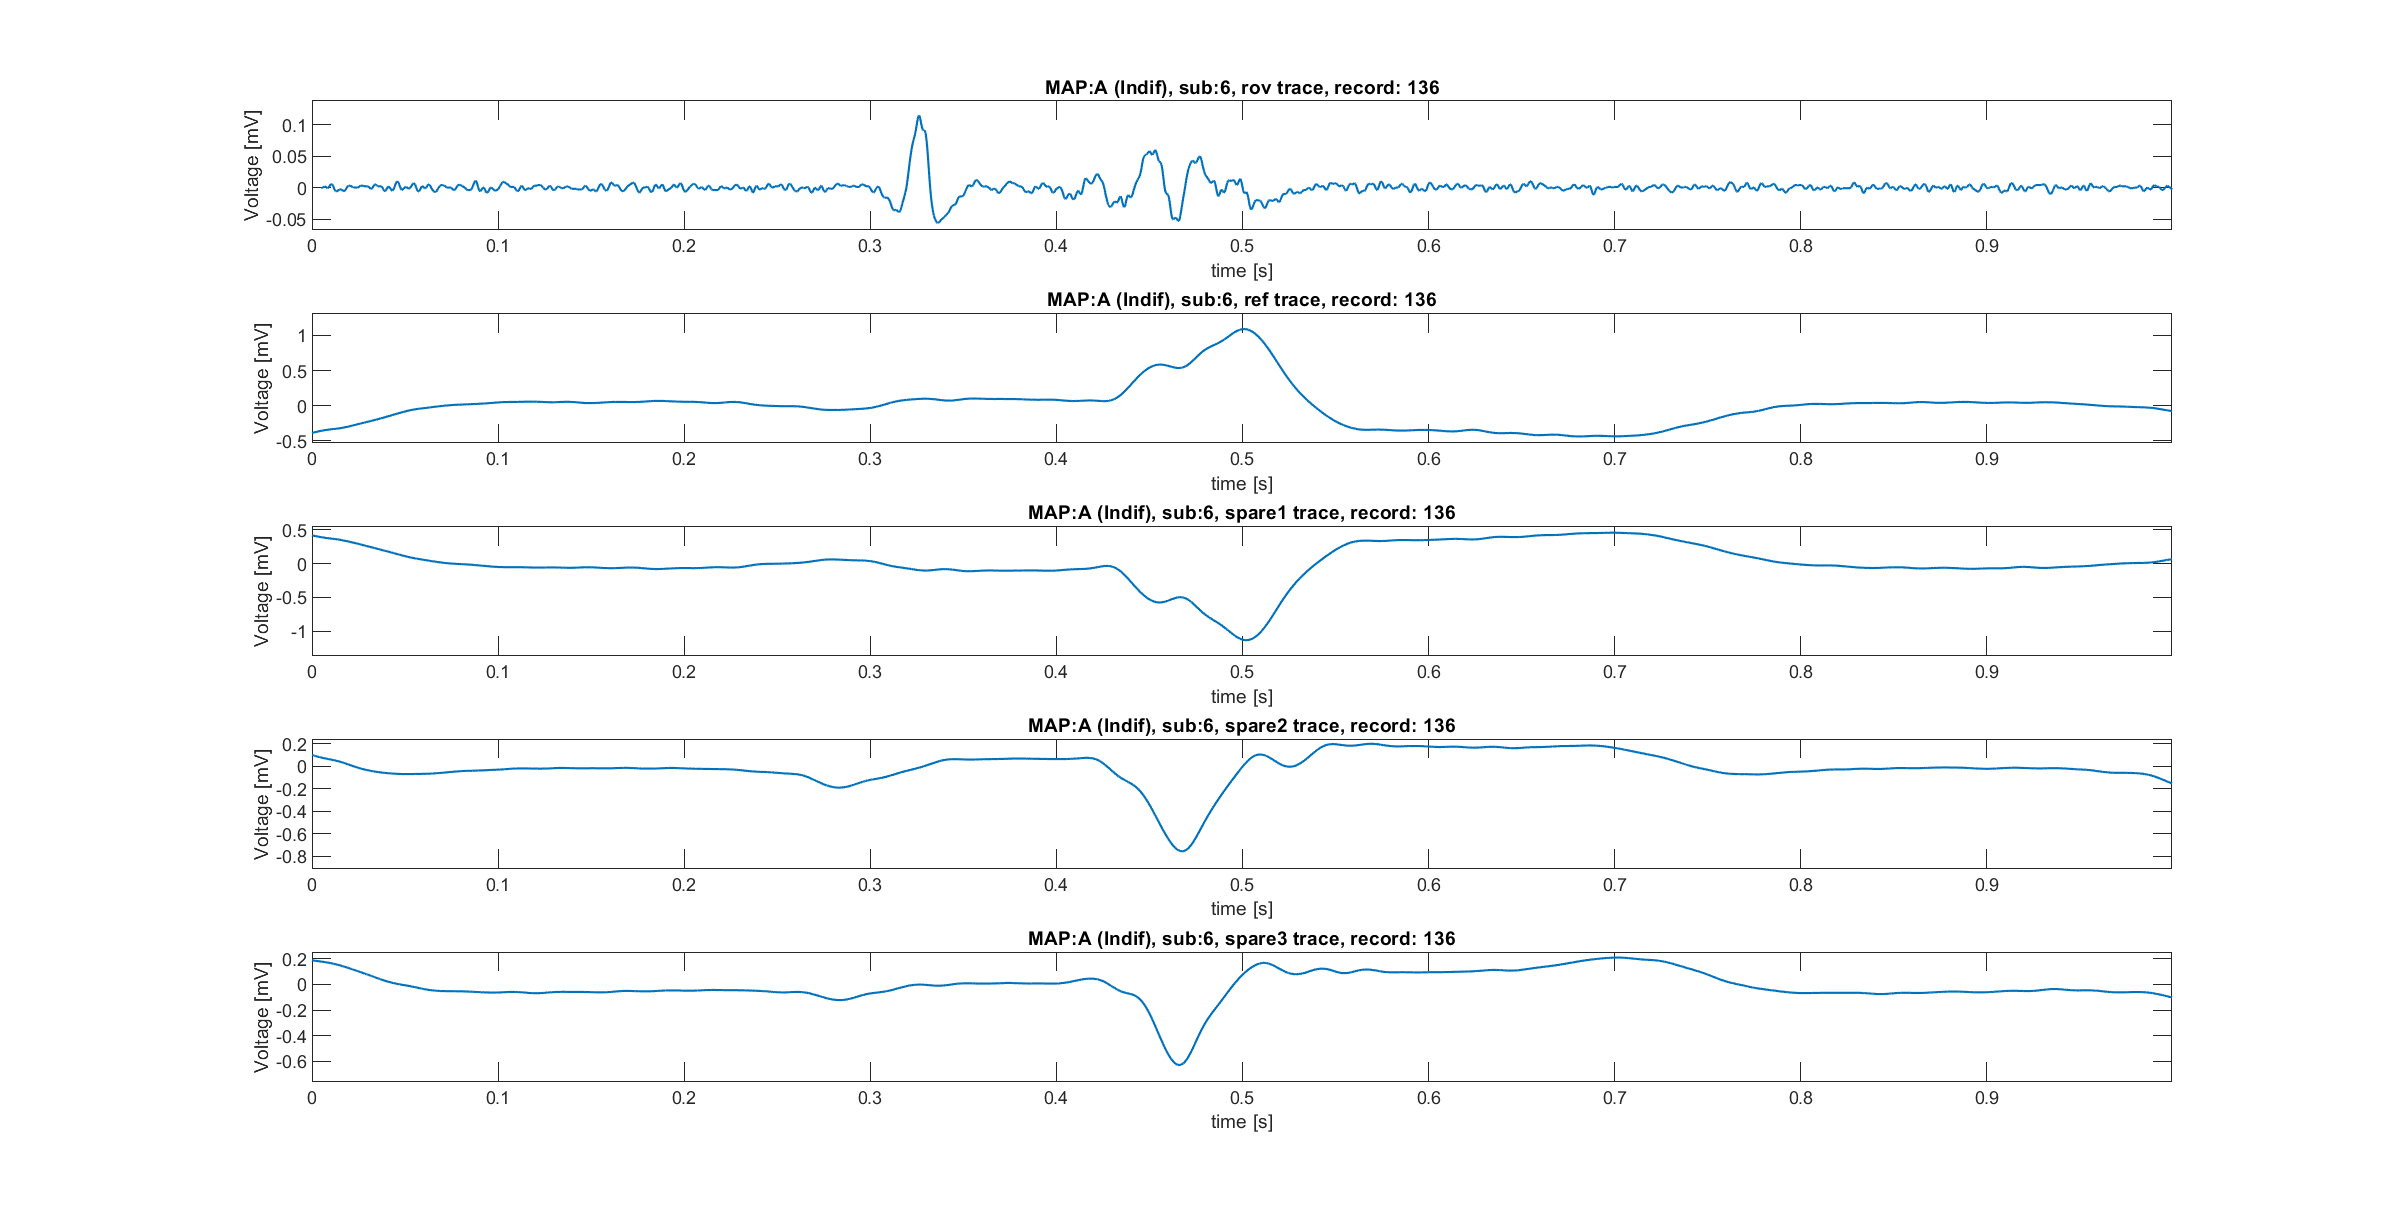 MAP:A (Indif), sub:6, rov trace, record: 136
Voltage [mV]
0.1
0.05
0
-0.05
0 0.1 0.2 0.3 0.4 0.5 0.6 0.7 0.8 0.9
time [s]
MAP:A (Indif), sub:6, ref trace, record: 136
Voltage [mV]
1
0.5
0
-0.5
0 0.1 0.2 0.3 0.4 0.5 0.6 0.7 0.8 0.9
time [s]
MAP:A (Indif), sub:6, spare1 trace, record: 136
Voltage [mV]
0.5
0
-0.5
-1
0 0.1 0.2 0.3 0.4 0.5 0.6 0.7 0.8 0.9
time [s]
MAP:A (Indif), sub:6, spare2 trace, record: 136
Voltage [mV]
0.2
0
-0.2
-0.4
-0.6
-0.8
0 0.1 0.2 0.3 0.4 0.5 0.6 0.7 0.8 0.9
time [s]
MAP:A (Indif), sub:6, spare3 trace, record: 136
Voltage [mV]
0.2
0
-0.2
-0.4
-0.6
0 0.1 0.2 0.3 0.4 0.5 0.6 0.7 0.8 0.9
time [s]